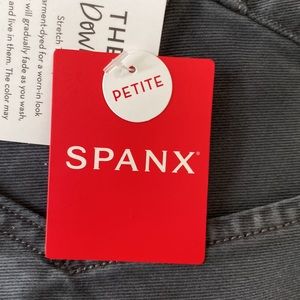 THE
Dow
arment-dyed for a worn-in look
Stretch T
will gradually fade as you wash,
and live in them. The color may
PETITE
SPANX®